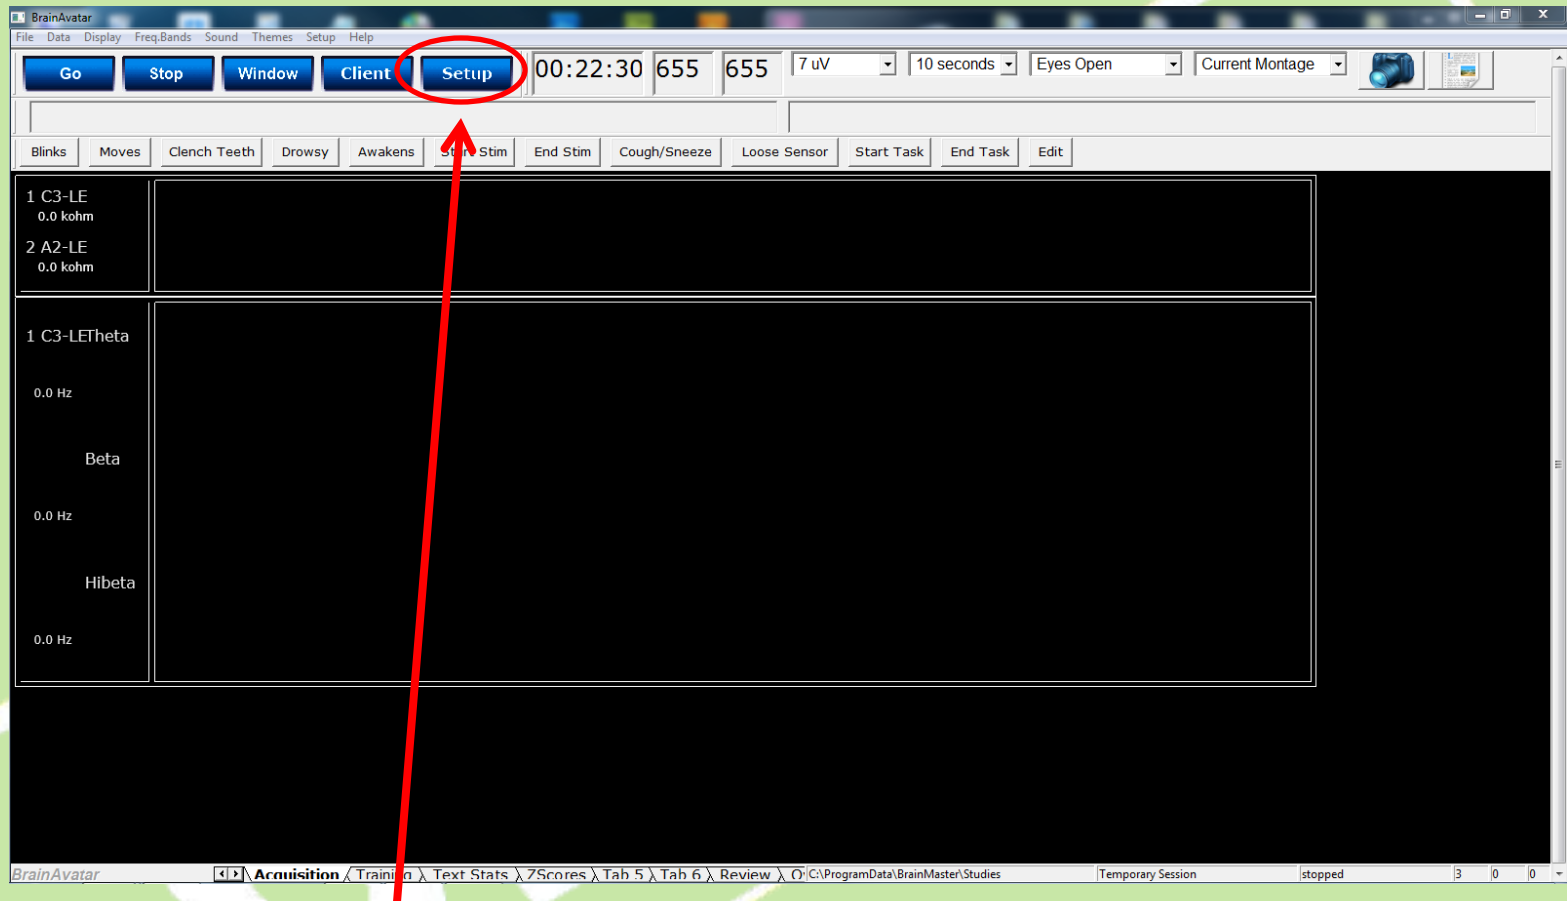 BrainAvatar
File Data Display Freq.Bands Sound Themes Setup Help
Go Stop Window Client Setup 00:22:30 655 655 7 uV 10 seconds Eyes Open Current Montage
Blinks Moves Clench Teeth Drowsy Awakens Start Stim End Stim Cough/Sneeze Loose Sensor Start Task End Task Edit
1 C3-LE
0.0 kohm
2 A2-LE
0.0 kohm
1 C3-LETheta
0.0 Hz
Beta
0.0 Hz
Hibeta
0.0 Hz
BrainAvatar Acquisition Training Text Stats ZScores Tab 5 Tab 6 Review C:\ProgramData\BrainMaster\Studies Temporary Session stopped 3 0 0